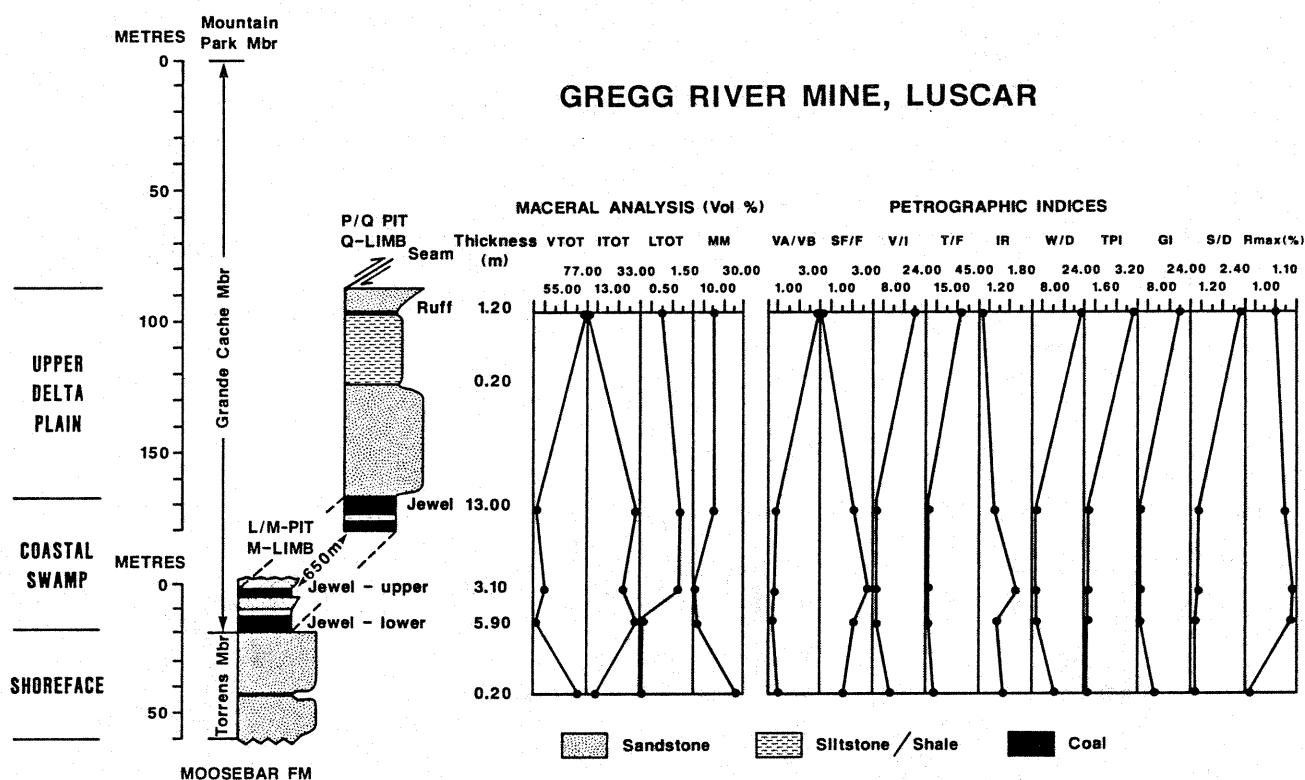 GREGG RIVER MINE, LUSCAR
Mountain
Park Mbr
METRES
0
50
100
150
METRES
0
50
UPPER
DELTA
PLAIN
COASTAL
SWAMP
SHOREFACE
Grande Cache Mbr
Torrens Mbr
MOOSEBAR FM
P/Q PIT
Q-LIMB
Seam
Ruff
Jewel
L/M-PIT
M-LIMB
650m
Jewel - upper
Jewel - lower
MACERAL ANALYSIS (Vol %)
PETROGRAPHIC INDICES
Thickness VTOT ITOT LTOT MM
(m)
VA/VB SF/F V/I T/F IR W/D TPI GI S/D Rmax(%)
77.00 33.00 1.50 30.00
55.00 13.00 0.50 10.00
3.00 3.00 24.00 45.00 1.80 24.00 3.20 24.00 2.40 1.10
1.00 1.00 8.00 15.00 1.20 8.00 1.60 8.00 1.20 1.00
1.20
0.20
13.00
3.10
5.90
0.20
Sandstone
Siltstone/Shale
Coal